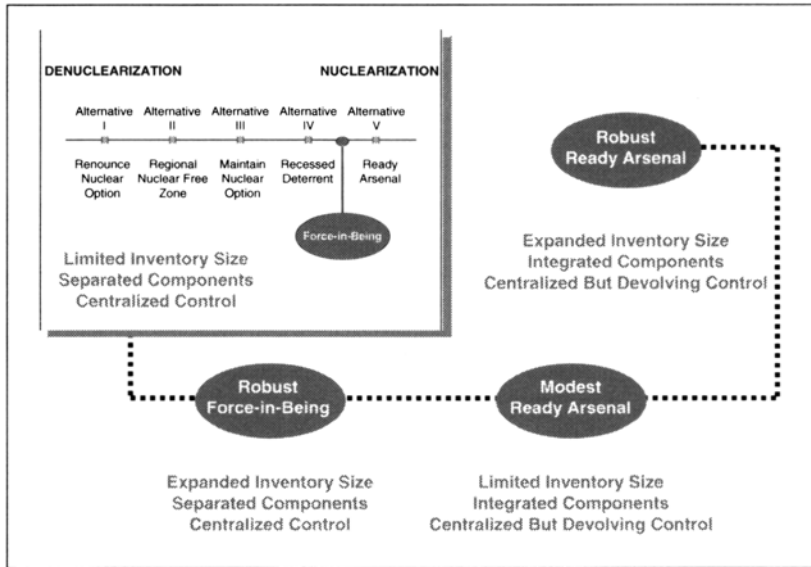 DENUCLEARIZATION
NUCLEARIZATION
Alternative
I
Alternative
II
Alternative
III
Alternative
IV
Alternative
V
Renounce
Nuclear
Option
Regional
Nuclear Free
Zone
Maintain
Nuclear
Option
Recessed
Deterrent
Ready
Arsenal
Force-in-Being
Limited Inventory Size
Separated Components
Centralized Control
Robust
Ready Arsenal
Expanded Inventory Size
Integrated Components
Centralized But Devolving Control
Robust
Force-in-Being
Modest
Ready Arsenal
Expanded Inventory Size
Separated Components
Centralized Control
Limited Inventory Size
Integrated Components
Centralized But Devolving Control